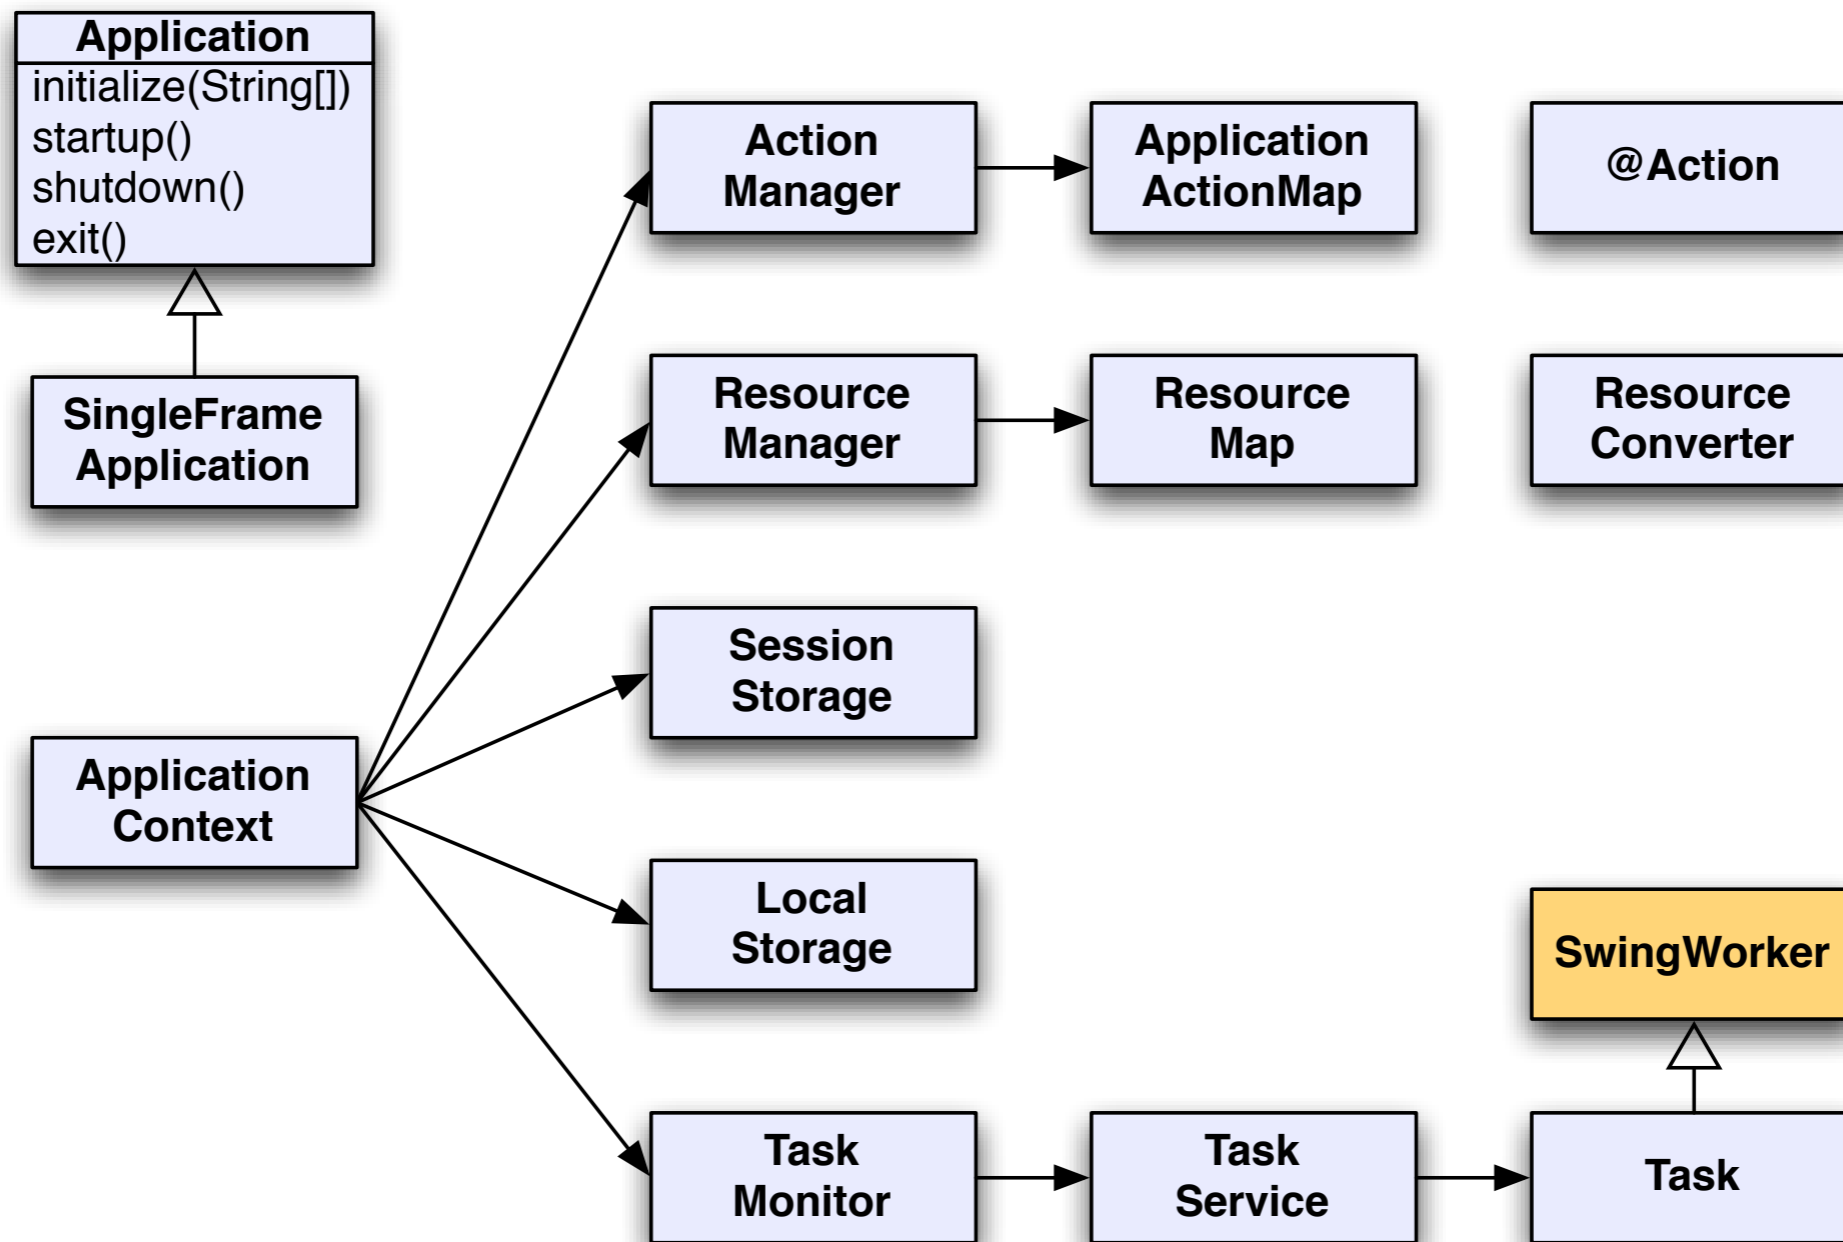 Application
initialize(String[])
startup()
shutdown()
exit()
SingleFrame
Application
Application
Context
Action
Manager
Application
ActionMap
@Action
Resource
Manager
Resource
Map
Resource
Converter
Session
Storage
Local
Storage
SwingWorker
Task
Monitor
Task
Service
Task